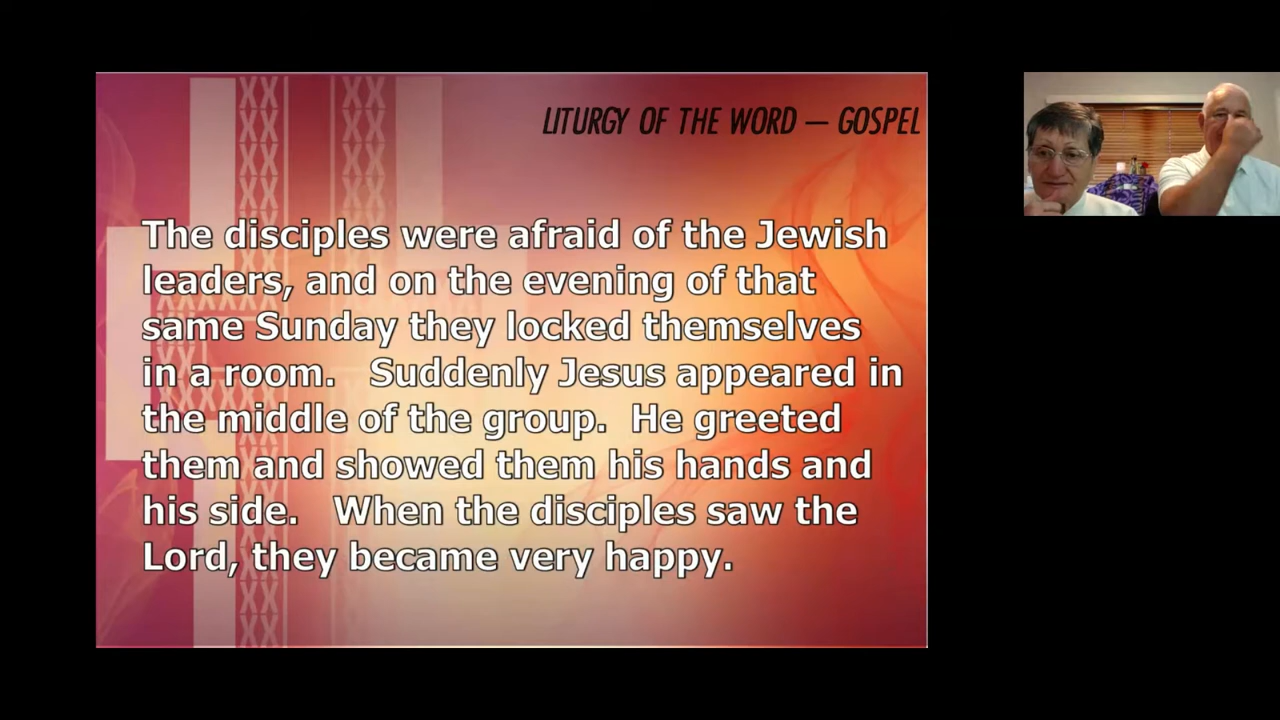 LITURGY OF THE WORD – GOSPEL
The disciples were afraid of the Jewish
leaders, and on the evening of that
same Sunday they locked themselves
in a room. Suddenly Jesus appeared in
the middle of the group. He greeted
them and showed them his hands and
his side. When the disciples saw the
Lord, they became very happy.